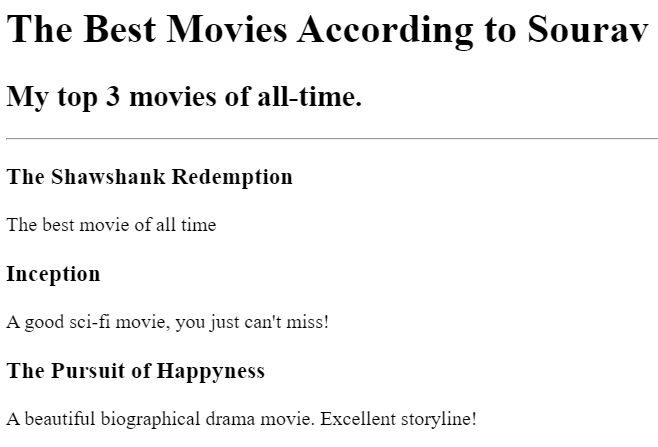 The Best Movies According to Sourav
My top 3 movies of all-time.
The Shawshank Redemption
The best movie of all time
Inception
A good sci-fi movie, you just can't miss!
The Pursuit of Happyness
A beautiful biographical drama movie. Excellent storyline!